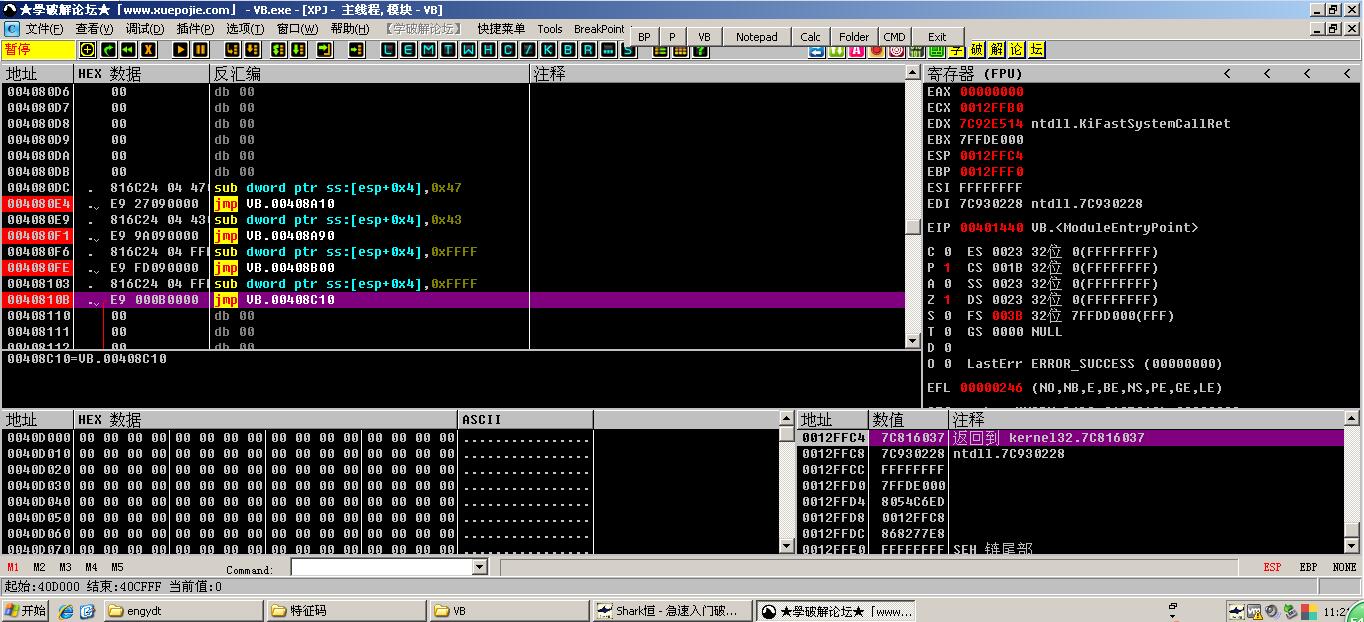 ★学破解论坛★「www.xuepojie.com」 - VB.exe - [XPJ - 主线程, 模块 - VB]
文件(F) 查看(V) 调试(D) 插件(P) 选项(T) 窗口(W) 帮助(H) 【学破解论坛】 快捷菜单 Tools BreakPoint
BP P VB Notepad Calc Folder CMD Exit
暂停 L E M T W H C / K B R ... S 学 破 解 论 坛
地址 HEX 数据 反汇编 注释
004080D6 00 db 00
004080D7 00 db 00
004080D8 00 db 00
004080D9 00 db 00
004080DA 00 db 00
004080DB 00 db 00
004080DC . 816C24 04 47 sub dword ptr ss:[esp+0x4],0x47
004080E4 . E9 27090000 jmp VB.00408A10
004080E9 . 816C24 04 43 sub dword ptr ss:[esp+0x4],0x43
004080F1 . E9 9A090000 jmp VB.00408A90
004080F6 . 816C24 04 FF sub dword ptr ss:[esp+0x4],0xFFFF
004080FE . E9 FD090000 jmp VB.00408B00
00408103 . 816C24 04 FF sub dword ptr ss:[esp+0x4],0xFFFF
0040810B . E9 000B0000 jmp VB.00408C10
00408110 00 db 00
00408111 00 db 00
00408112 00 db 00
00408C10=VB.00408C10
寄存器 (FPU) < < < <
EAX 00000000
ECX 0012FFB0
EDX 7C92E514 ntdll.KiFastSystemCallRet
EBX 7FFDE000
ESP 0012FFC4
EBP 0012FFF0
ESI FFFFFFFF
EDI 7C930228 ntdll.7C930228
EIP 00401440 VB.<ModuleEntryPoint>
C 0 ES 0023 32位 0(FFFFFFFF)
P 1 CS 001B 32位 0(FFFFFFFF)
A 0 SS 0023 32位 0(FFFFFFFF)
Z 1 DS 0023 32位 0(FFFFFFFF)
S 0 FS 003B 32位 7FFDD000(FFF)
T 0 GS 0000 NULL
D 0
O 0 LastErr ERROR_SUCCESS (00000000)
EFL 00000246 (NO,NB,E,BE,NS,PE,GE,LE)
地址 HEX 数据 ASCII
0040D000 00 00 00 00 00 00 00 00 00 00 00 00 00 00 00 00 ................
0040D010 00 00 00 00 00 00 00 00 00 00 00 00 00 00 00 00 ................
0040D020 00 00 00 00 00 00 00 00 00 00 00 00 00 00 00 00 ................
0040D030 00 00 00 00 00 00 00 00 00 00 00 00 00 00 00 00 ................
0040D040 00 00 00 00 00 00 00 00 00 00 00 00 00 00 00 00 ................
0040D050 00 00 00 00 00 00 00 00 00 00 00 00 00 00 00 00 ................
0040D060 00 00 00 00 00 00 00 00 00 00 00 00 00 00 00 00 ................
0040D070 00 00 00 00 00 00 00 00 00 00 00 00 00 00 00 00 ................
地址 数值 注释
0012FFC4 7C816037 返回到 kernel32.7C816037
0012FFC8 7C930228 ntdll.7C930228
0012FFCC FFFFFFFF
0012FFD0 7FFDE000
0012FFD4 8054C6ED
0012FFD8 0012FFC8
0012FFDC 868277E8
0012FFE0 FFFFFFFF SEH 链尾部
M1 M2 M3 M4 M5 Command: ESP EBP NONE
起始:40D000 结束:40CFFF 当前值:0
开始 engydt 特征码 VB Shark恒 - 急速入门破... ★学破解论坛★「www... 11:2